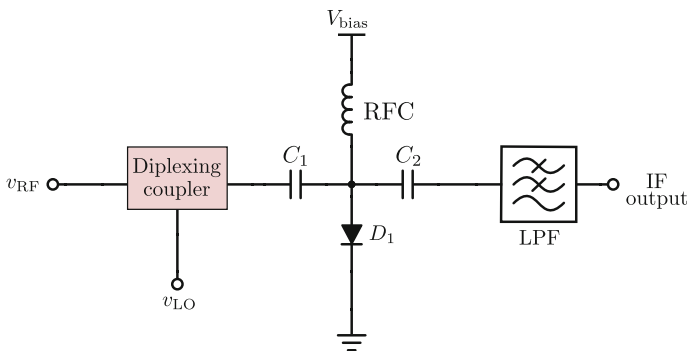 V_bias
RFC
C_1
C_2
Diplexing
coupler
v_RF
IF
output
D_1
LPF
v_LO